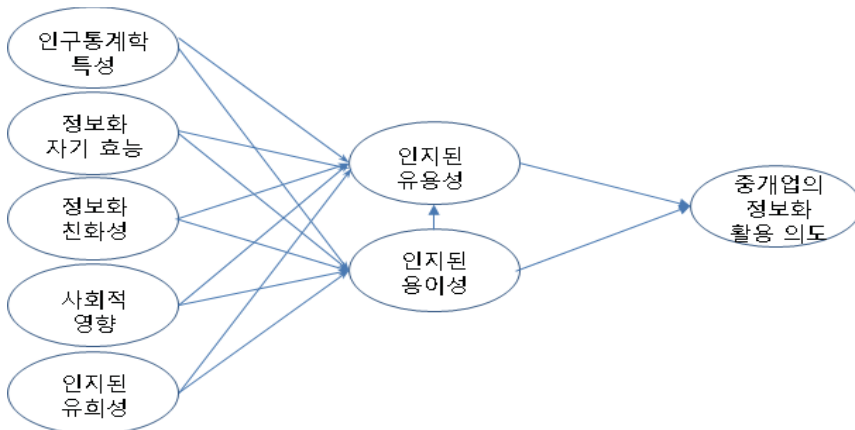 인구통계학
특성
정보화
자기 효능
정보화
친화성
사회적
영향
인지된
유희성
인지된
유용성
인지된
용이성
중개업의
정보화
활용 의도